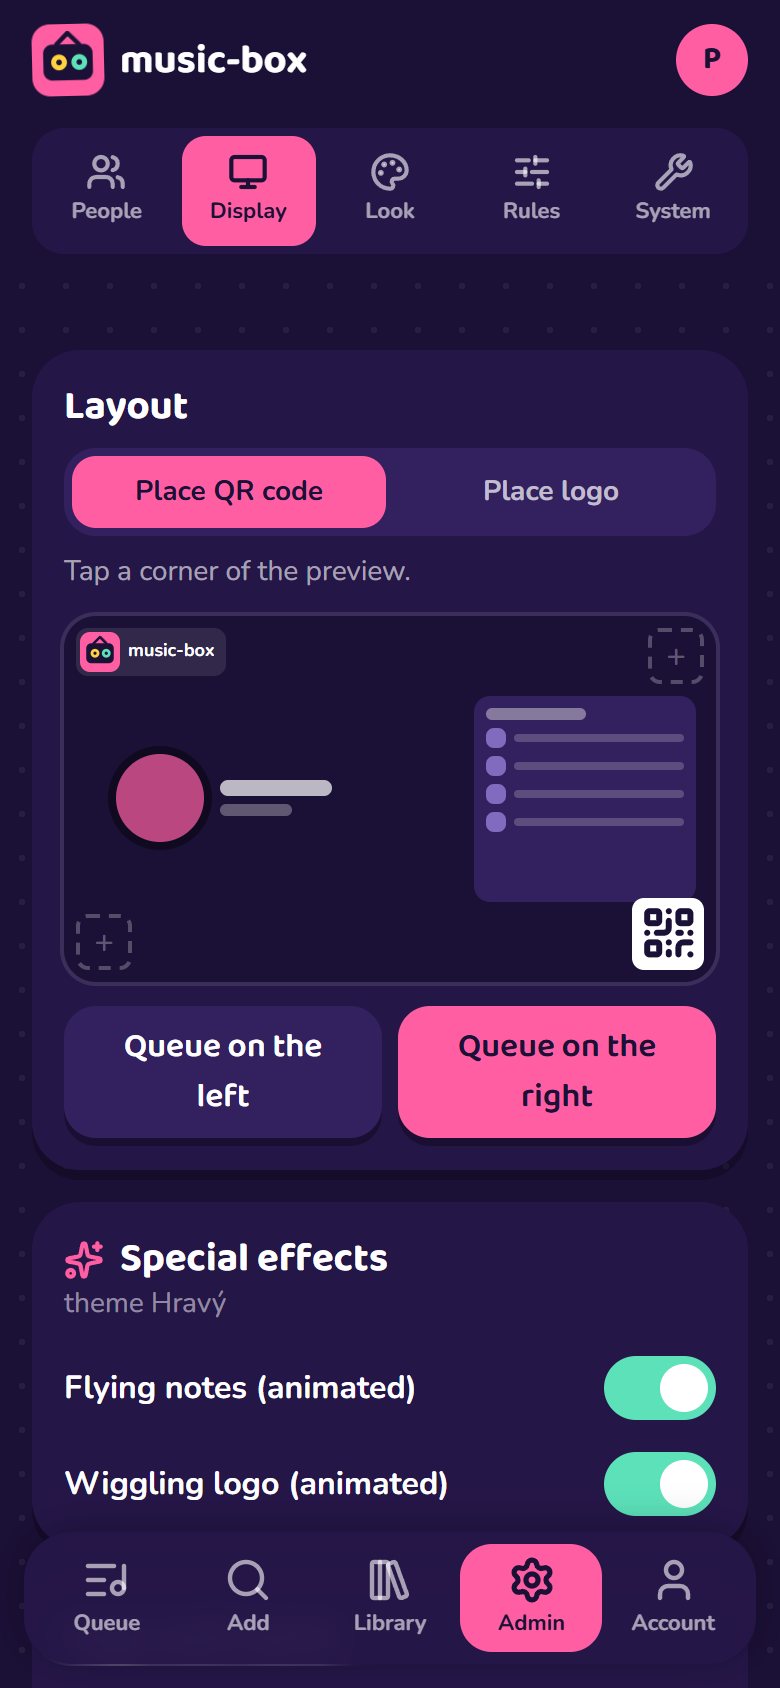 music-box
P
People
Display
Look
Rules
System
Layout
Place QR code
Place logo
Tap a corner of the preview.
music-box
+
+
Queue on the
left
Queue on the
right
Special effects
theme Hravý
Flying notes (animated)
Wiggling logo (animated)
Queue
Add
Library
Admin
Account